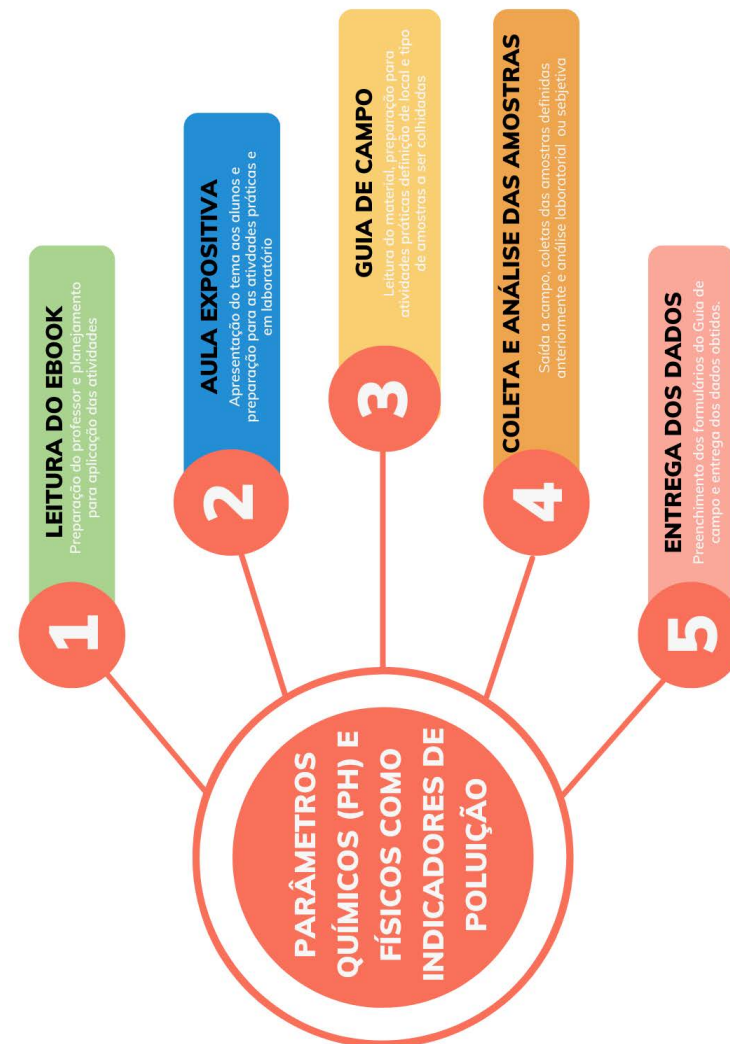 PARÂMETROS
QUÍMICOS (PH) E
FÍSICOS COMO
INDICADORES DE
POLUIÇÃO
1
LEITURA DO EBOOK
Preparação do professor e planejamento
para aplicação das atividades
2
AULA EXPOSITIVA
Apresentação do tema aos alunos e
preparação para as atividades práticas e
em laboratório
3
GUIA DE CAMPO
Leitura do material, preparação para
atividades práticas definição de local e tipo
de amostras a ser colhidadas
4
COLETA E ANÁLISE DAS AMOSTRAS
Saída a campo, coletas das amostras definidas
anteriormente e análise laboratorial ou sebjetiva
5
ENTREGA DOS DADOS
Preenchimento dos formulários do Guia de
campo e entrega dos dados obtidos.